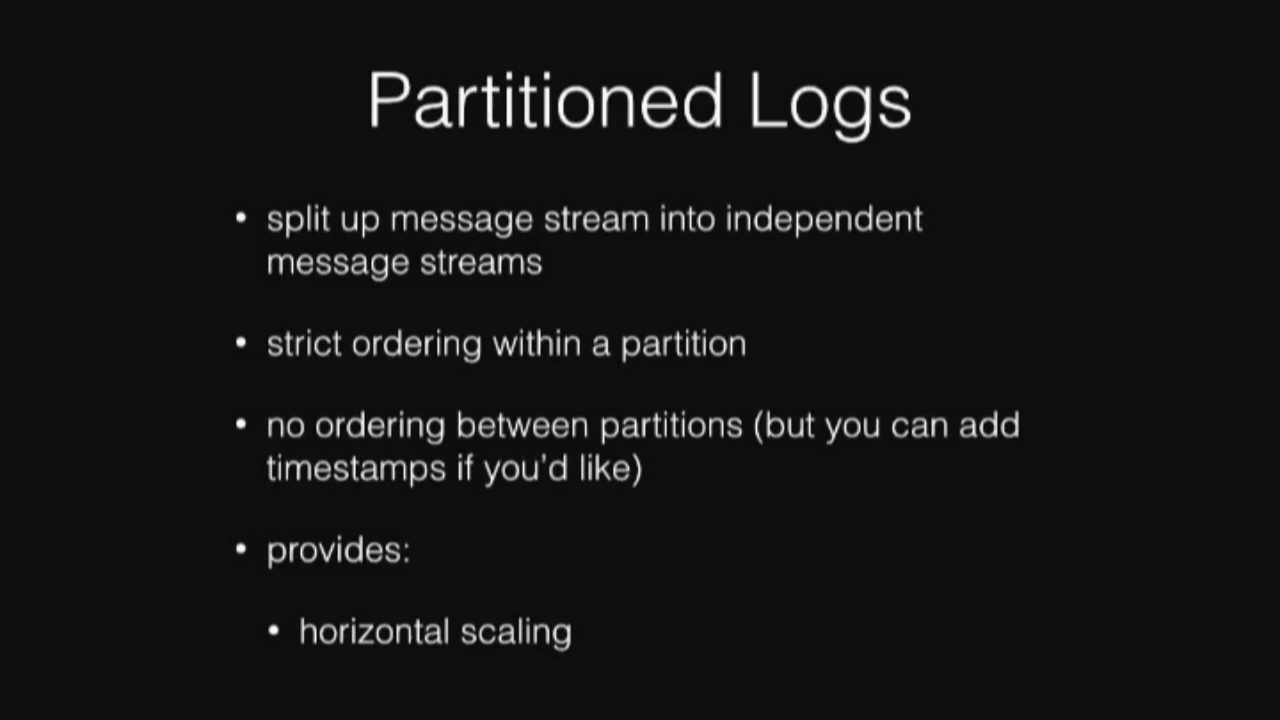 Partitioned Logs
• split up message stream into independent
message streams
• strict ordering within a partition
• no ordering between partitions (but you can add
timestamps if you'd like)
• provides:
• horizontal scaling